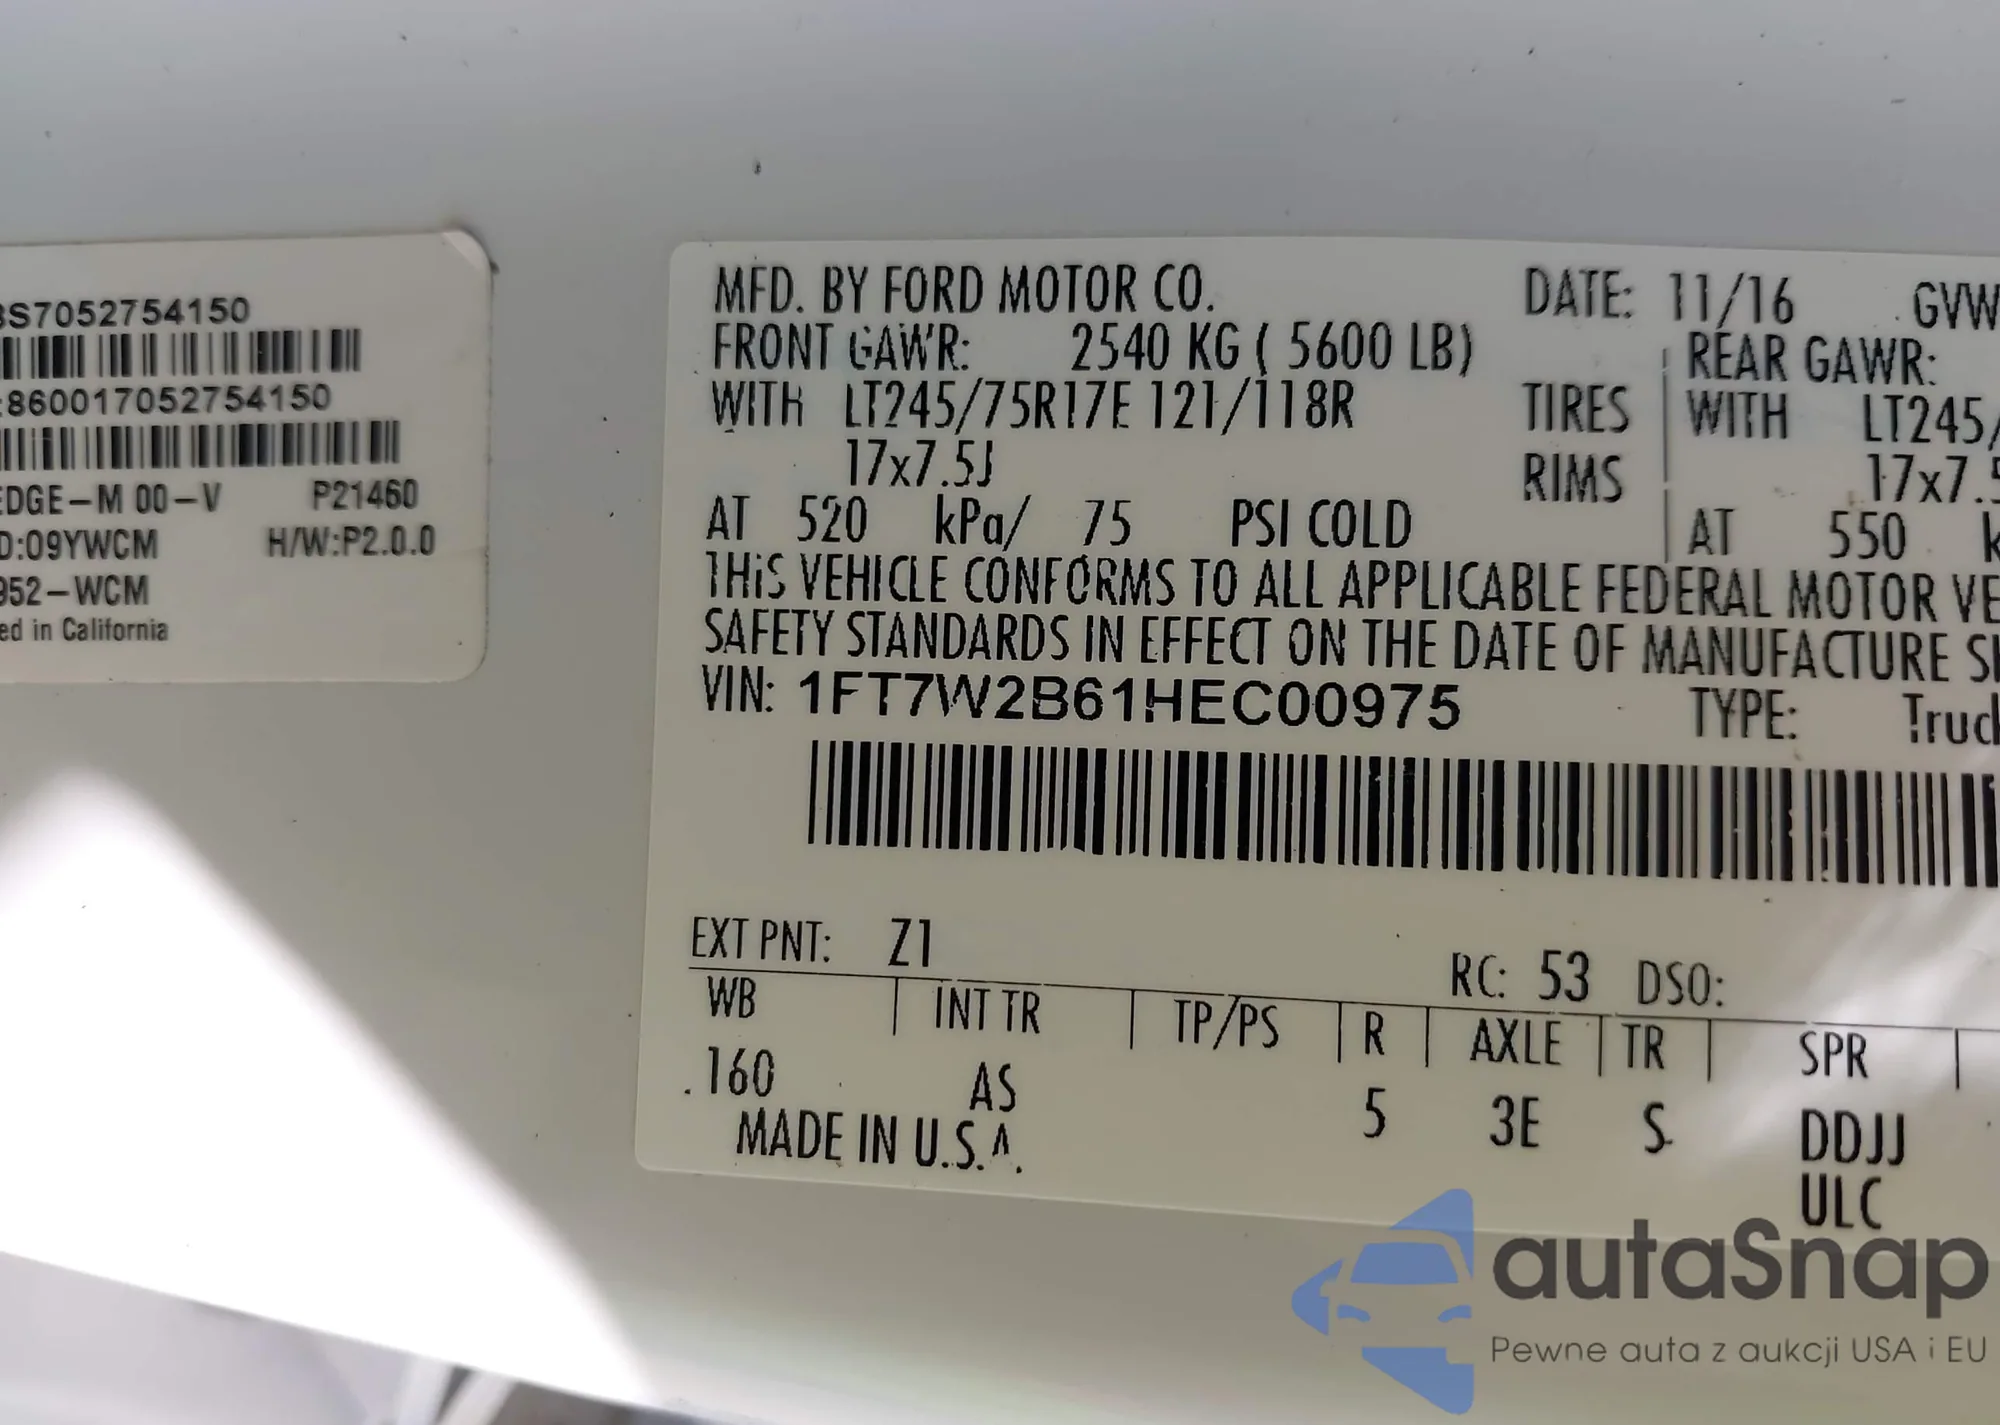 3S7052754150
:860017052754150
EDGE-M 00-V P21460
D:09YWCM H/W:P2.0.0
952-WCM
ed in California
MFD. BY FORD MOTOR CO. DATE: 11/16 GVW
FRONT GAWR: 2540 KG ( 5600 LB) REAR GAWR:
WITH LT245/75R17E 121/118R TIRES WITH LT245/
17x7.5J RIMS 17x7.5
AT 520 kPa/ 75 PSI COLD AT 550 k
THIS VEHICLE CONFORMS TO ALL APPLICABLE FEDERAL MOTOR VE
SAFETY STANDARDS IN EFFECT ON THE DATE OF MANUFACTURE SH
VIN: 1FT7W2B61HEC00975 TYPE: Truck
EXT PNT: Z1 RC: 53 DSO:
WB INT TR TP/PS R AXLE TR SPR
.160 AS 5 3E S DDJJ
MADE IN U.S.A. ULC
autaSnap
Pewne auta z aukcji USA i EU